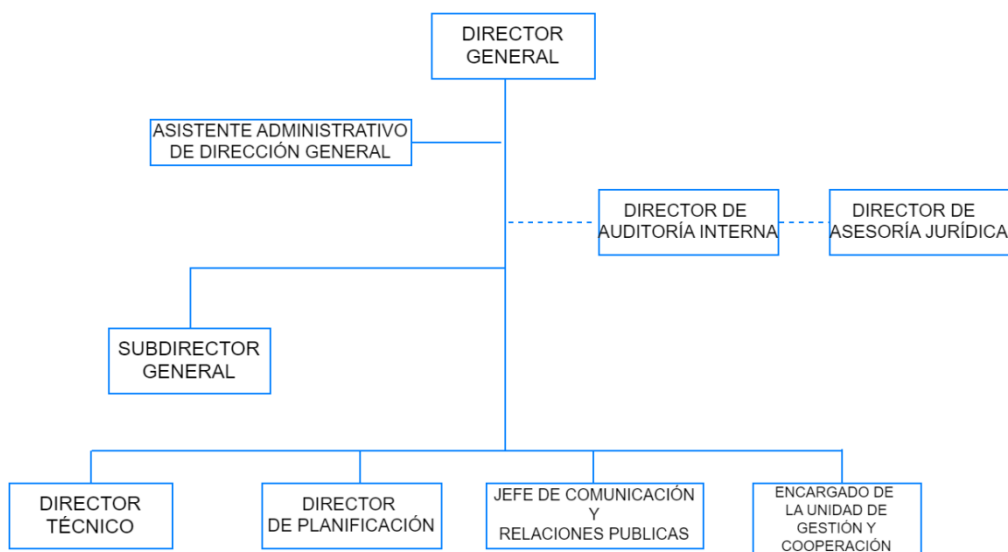 DIRECTOR
GENERAL
ASISTENTE ADMINISTRATIVO
DE DIRECCIÓN GENERAL
DIRECTOR DE
AUDITORÍA INTERNA
DIRECTOR DE
ASESORÍA JURÍDICA
SUBDIRECTOR
GENERAL
DIRECTOR
TÉCNICO
DIRECTOR
DE PLANIFICACIÓN
JEFE DE COMUNICACIÓN
Y
RELACIONES PUBLICAS
ENCARGADO DE
LA UNIDAD DE
GESTIÓN Y
COOPERACIÓN